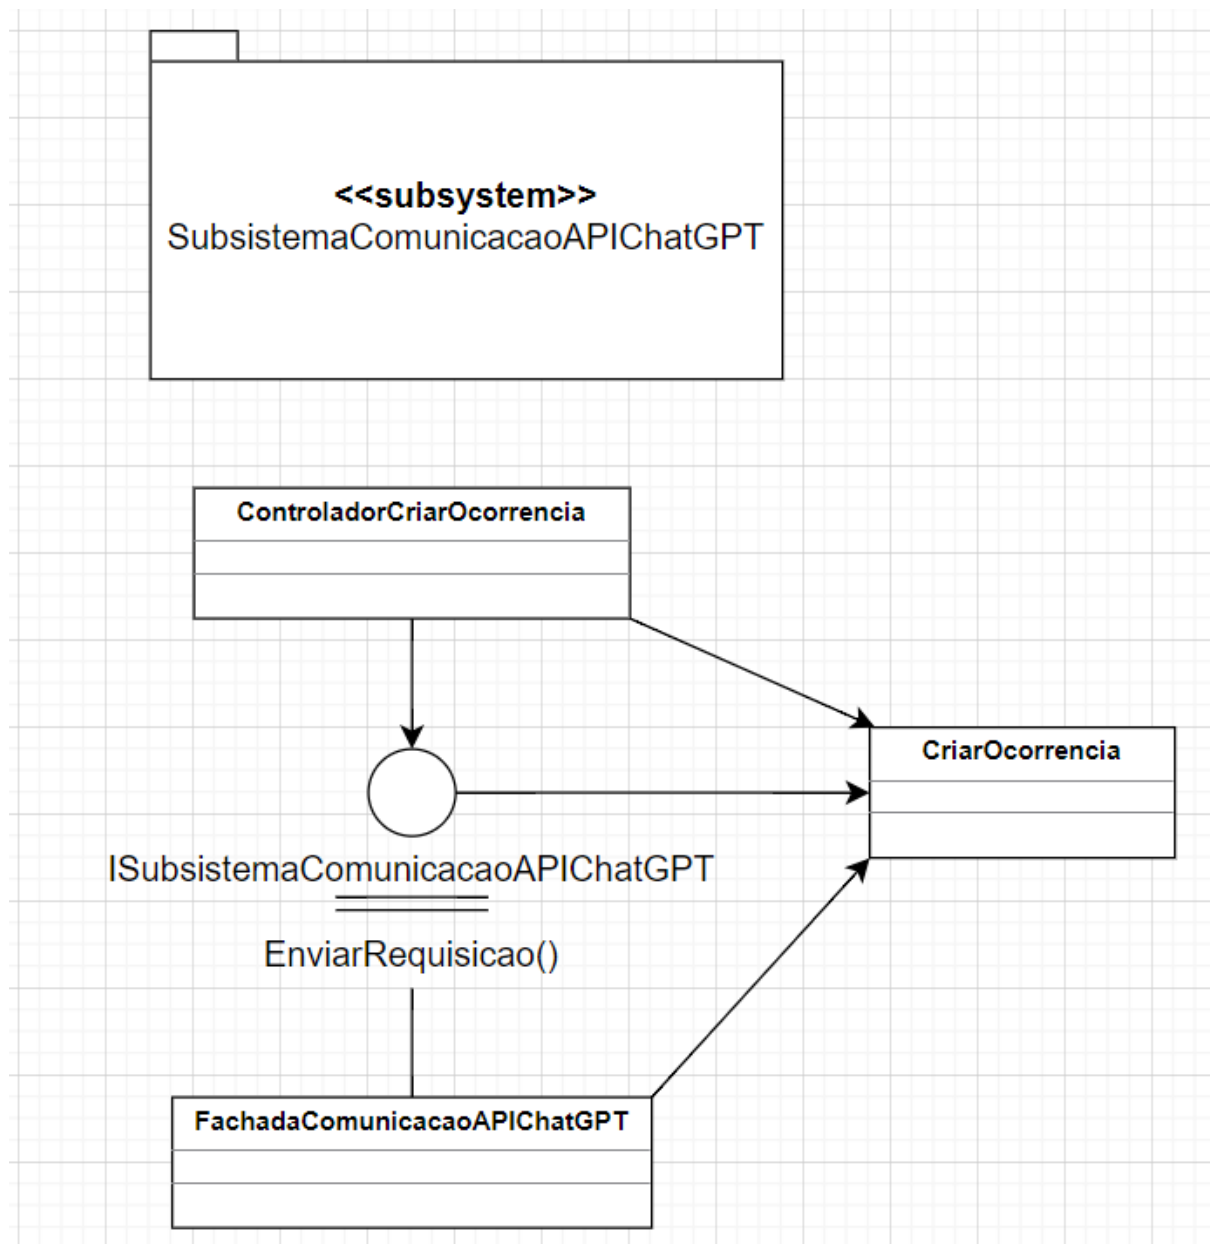 <<subsystem>>
SubsistemaComunicacaoAPIChatGPT
ControladorCriarOcorrencia
CriarOcorrencia
ISubsistemaComunicacaoAPIChatGPT
EnviarRequisicao()
FachadaComunicacaoAPIChatGPT